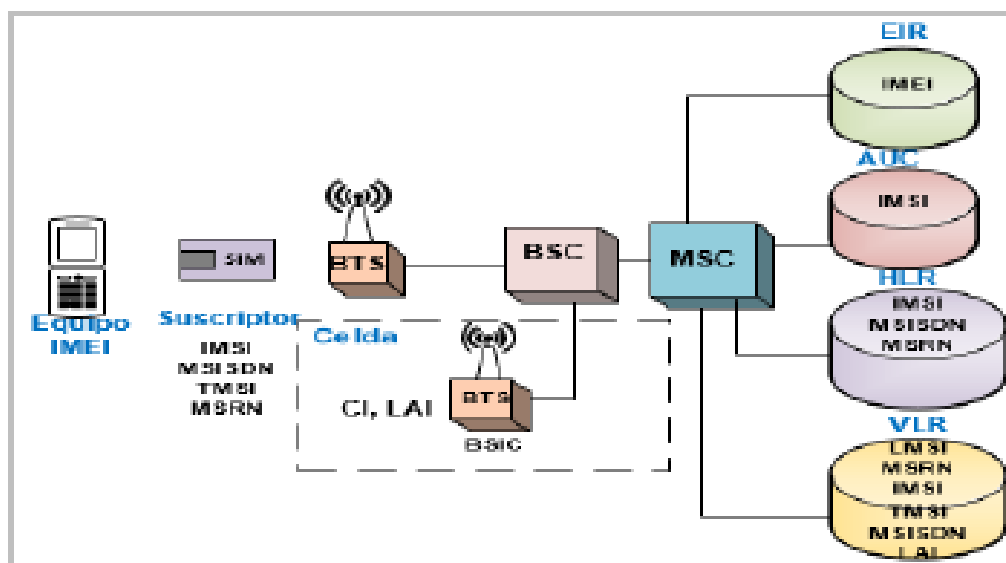 EIR
IMEI
AUC
IMSI
HLR
IMSI
MSISDN
MSRN
VLR
LMSI
MSRN
IMSI
TMSI
MSISDN
LAI
MSC
BSC
BTS
SIM
Equipo
IMEI
Suscriptor
IMSI
MSISDN
TMSI
MSRN
Celda
CI, LAI
BTS
BSIC